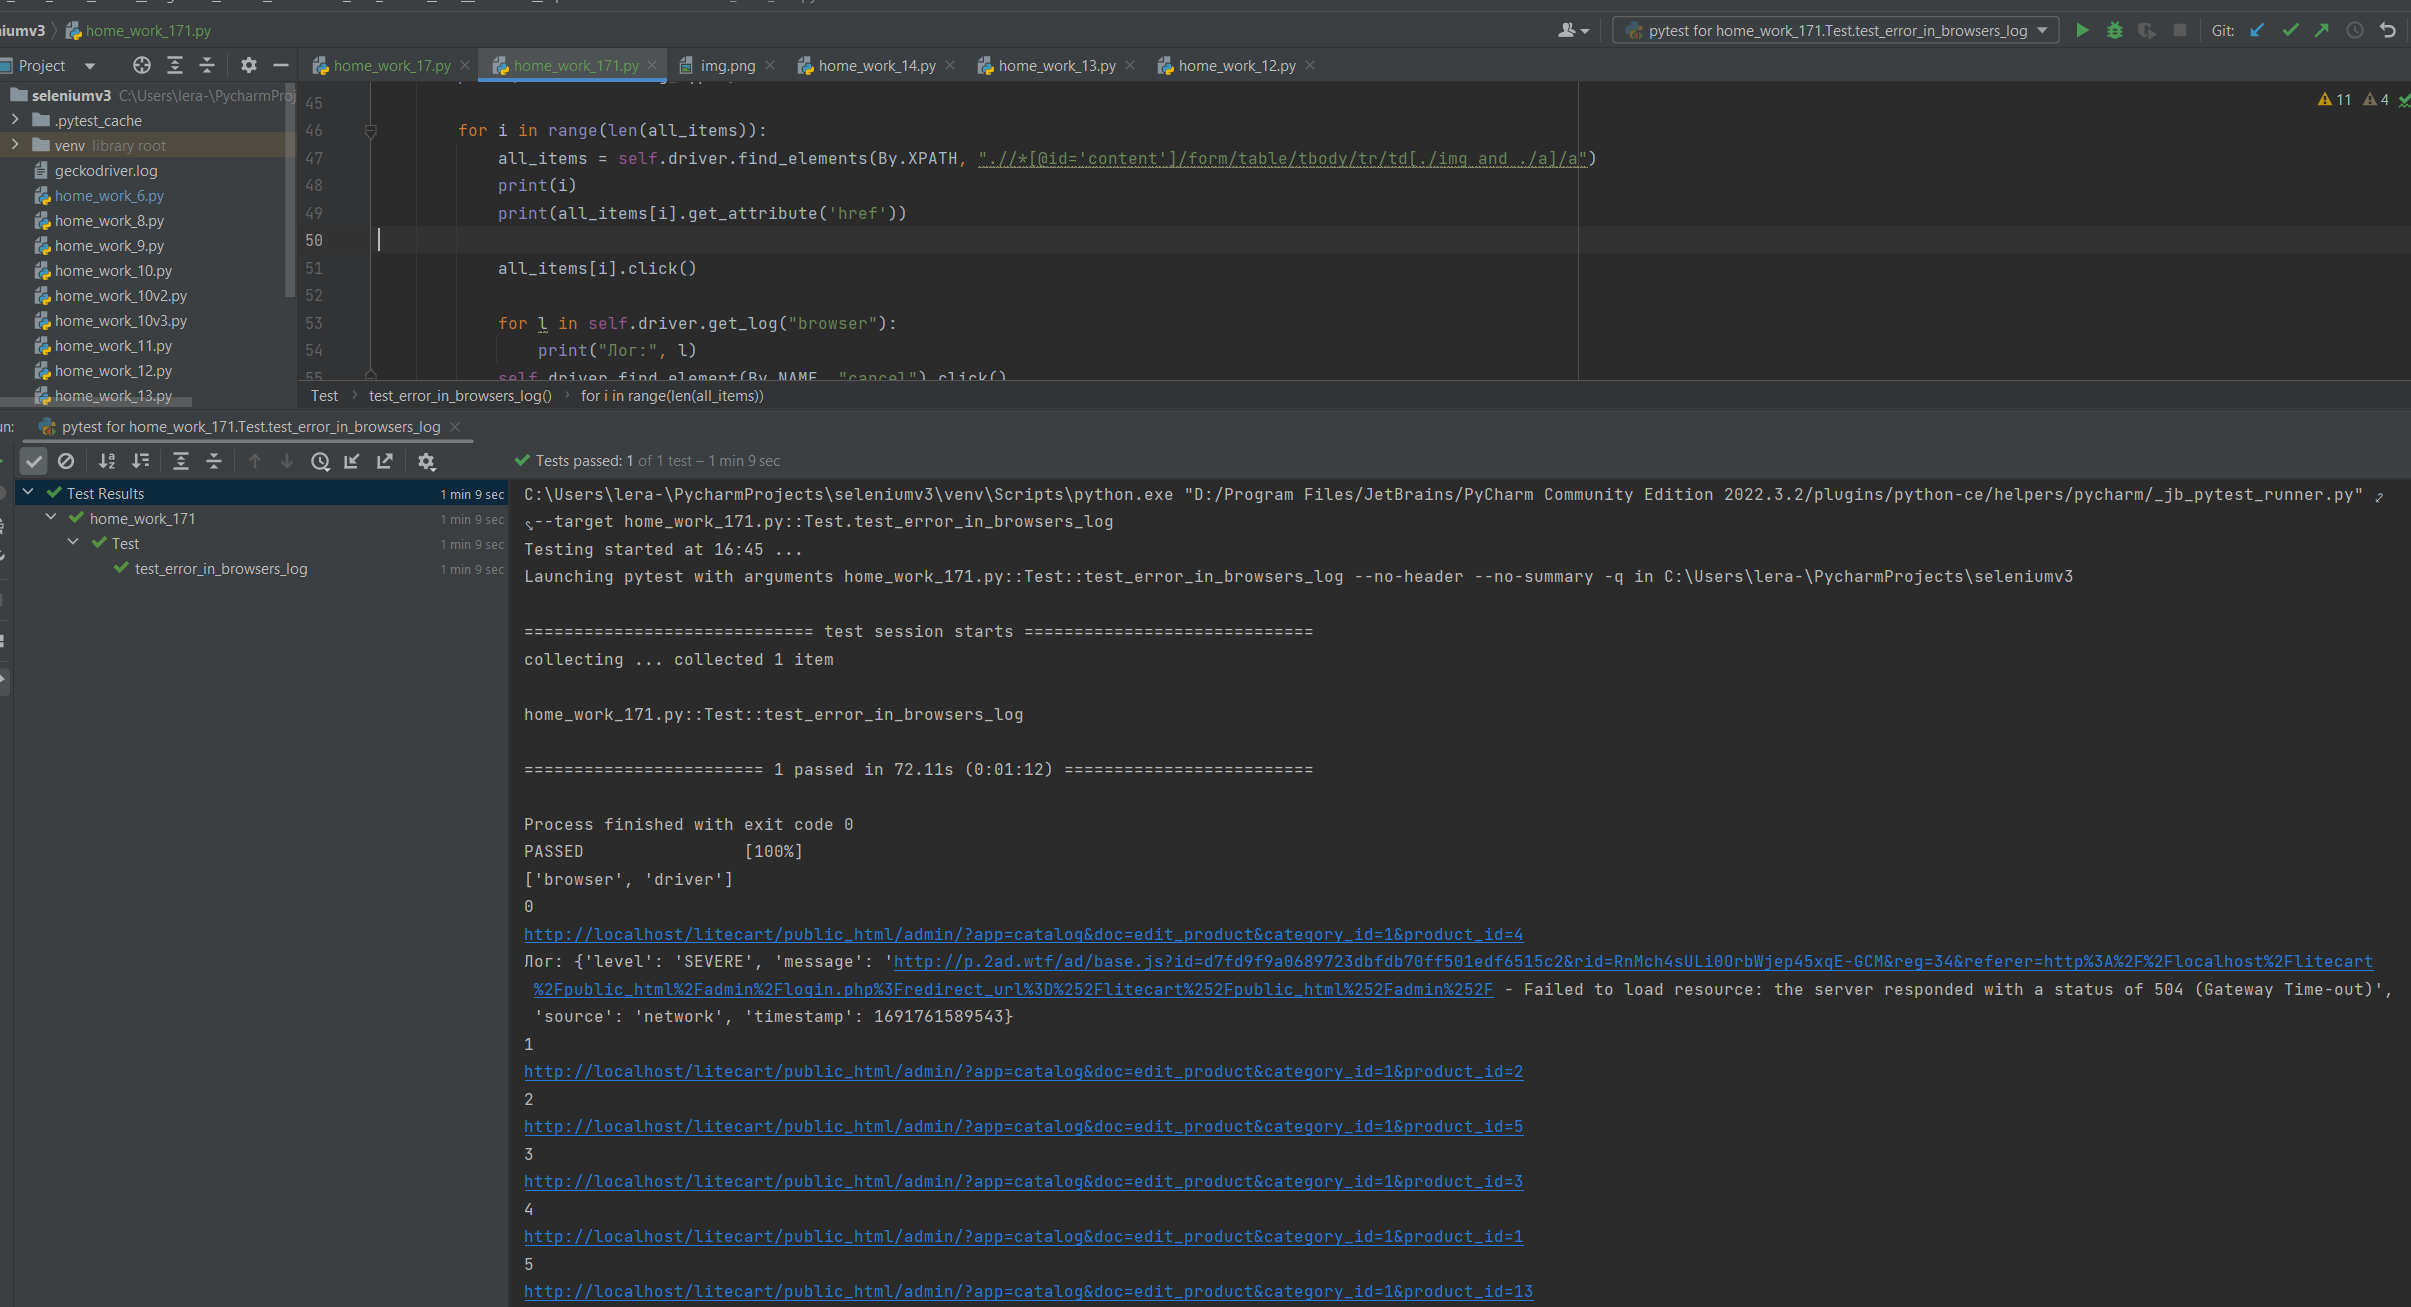 iumv3 home_work_171.py pytest for home_work_171.Test.test_error_in_browsers_log Git:
Project home_work_17.py home_work_171.py img.png home_work_14.py home_work_13.py home_work_12.py
seleniumv3 C:\Users\lera-\PycharmProj
.pytest_cache
venv library root
geckodriver.log
home_work_6.py
home_work_8.py
home_work_9.py
home_work_10.py
home_work_10v2.py
home_work_10v3.py
home_work_11.py
home_work_12.py
home_work_13.py
11 4
45
46 for i in range(len(all_items)):
47 all_items = self.driver.find_elements(By.XPATH, ".//*[@id='content']/form/table/tbody/tr/td[./img and ./a]/a")
48 print(i)
49 print(all_items[i].get_attribute('href'))
50
51 all_items[i].click()
52
53 for l in self.driver.get_log("browser"):
54 print("Лог:", l)
55 self.driver.find_element(By.NAME, "cancel").click()
Test test_error_in_browsers_log() for i in range(len(all_items))
un: pytest for home_work_171.Test.test_error_in_browsers_log
Tests passed: 1 of 1 test – 1 min 9 sec
Test Results 1 min 9 sec
home_work_171 1 min 9 sec
Test 1 min 9 sec
test_error_in_browsers_log 1 min 9 sec
C:\Users\lera-\PycharmProjects\seleniumv3\venv\Scripts\python.exe "D:/Program Files/JetBrains/PyCharm Community Edition 2022.3.2/plugins/python-ce/helpers/pycharm/_jb_pytest_runner.py"
--target home_work_171.py::Test.test_error_in_browsers_log
Testing started at 16:45 ...
Launching pytest with arguments home_work_171.py::Test::test_error_in_browsers_log --no-header --no-summary -q in C:\Users\lera-\PycharmProjects\seleniumv3
============================= test session starts =============================
collecting ... collected 1 item
home_work_171.py::Test::test_error_in_browsers_log
======================== 1 passed in 72.11s (0:01:12) =========================
Process finished with exit code 0
PASSED [100%]
['browser', 'driver']
0
http://localhost/litecart/public_html/admin/?app=catalog&doc=edit_product&category_id=1&product_id=4
Лог: {'level': 'SEVERE', 'message': 'http://p.2ad.wtf/ad/base.js?id=d7fd9f9a0689723dbfdb70ff501edf6515c2&rid=RnMch4sULi0OrbWjep45xqE-GCM&reg=34&referer=http%3A%2F%2Flocalhost%2Flitecart
%2Fpublic_html%2Fadmin%2Flogin.php%3Fredirect_url%3D%252Flitecart%252Fpublic_html%252Fadmin%252F - Failed to load resource: the server responded with a status of 504 (Gateway Time-out)',
'source': 'network', 'timestamp': 1691761589543}
1
http://localhost/litecart/public_html/admin/?app=catalog&doc=edit_product&category_id=1&product_id=2
2
http://localhost/litecart/public_html/admin/?app=catalog&doc=edit_product&category_id=1&product_id=5
3
http://localhost/litecart/public_html/admin/?app=catalog&doc=edit_product&category_id=1&product_id=3
4
http://localhost/litecart/public_html/admin/?app=catalog&doc=edit_product&category_id=1&product_id=1
5
http://localhost/litecart/public_html/admin/?app=catalog&doc=edit_product&category_id=1&product_id=13